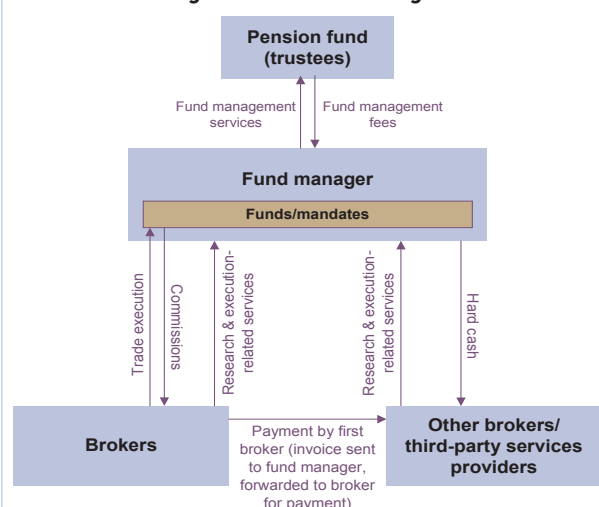 Pension fund
(trustees)
Fund management
services
Fund management
fees
Fund manager
Funds/mandates
Trade execution
Commissions
Research & execution-
related services
Research & execution-
related services
Hard cash
Brokers
Payment by first
broker (invoice sent
to fund manager,
forwarded to broker
for payment)
Other brokers/
third-party services
providers